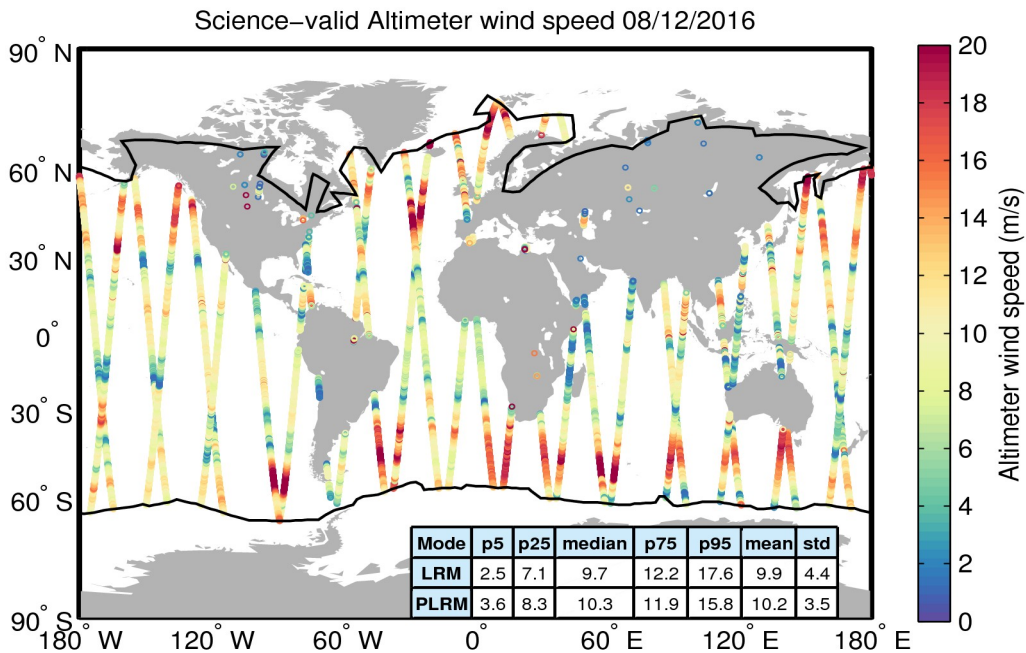 Science−valid Altimeter wind speed 08/12/2016
90° N
60° N
30° N
0°
30° S
60° S
90° S
180° W
120° W
60° W
0°
60° E
120° E
180° E
Mode p5 p25 median p75 p95 mean std
LRM 2.5 7.1 9.7 12.2 17.6 9.9 4.4
PLRM 3.6 8.3 10.3 11.9 15.8 10.2 3.5
20
18
16
14
12
10
8
6
4
2
0
Altimeter wind speed (m/s)